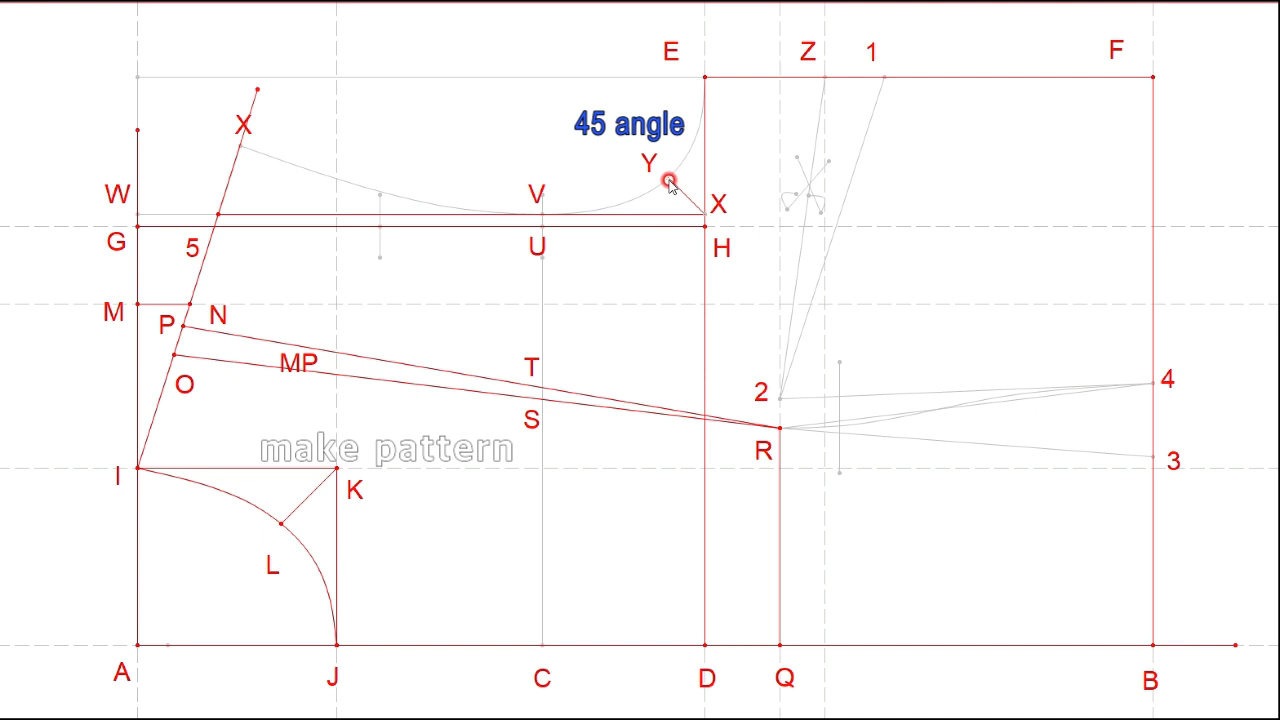 E Z 1 F
45 angle
X
Y
W V X
G 5 U H
M P N
MP T
O 2 4
S
make pattern R
I K 3
L
A J C D Q B